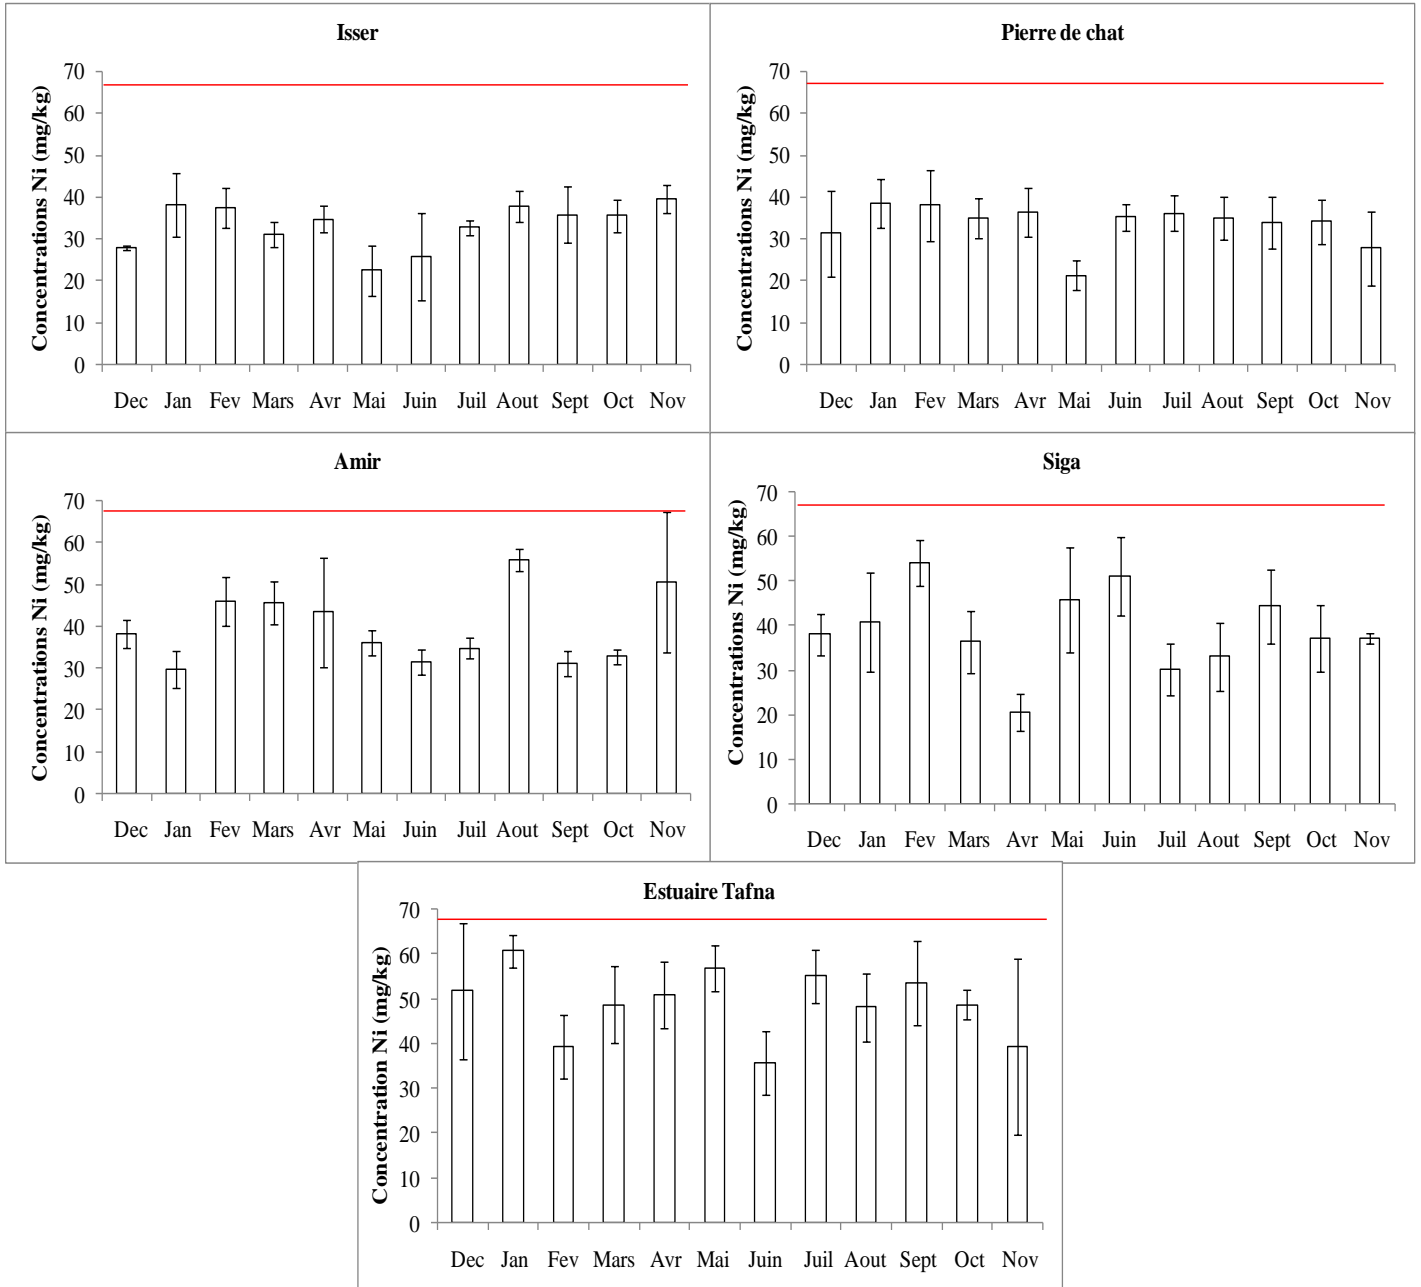 Isser
Concentrations Ni (mg/kg)
70
60
50
40
30
20
10
0
Dec Jan Fev Mars Avr Mai Juin Juil Aout Sept Oct Nov
Pierre de chat
Concentrations Ni (mg/kg)
70
60
50
40
30
20
10
0
Dec Jan Fev Mars Avr Mai Juin Juil Aout Sept Oct Nov
Amir
Concentrations Ni (mg/kg)
70
60
50
40
30
20
10
0
Dec Jan Fev Mars Avr Mai Juin Juil Aout Sept Oct Nov
Siga
Concentrations Ni (mg/kg)
70
60
50
40
30
20
10
0
Dec Jan Fev Mars Avr Mai Juin Juil Aout Sept Oct Nov
Estuaire Tafna
Concentration Ni (mg/kg)
70
60
50
40
30
20
10
0
Dec Jan Fev Mars Avr Mai Juin Juil Aout Sept Oct Nov